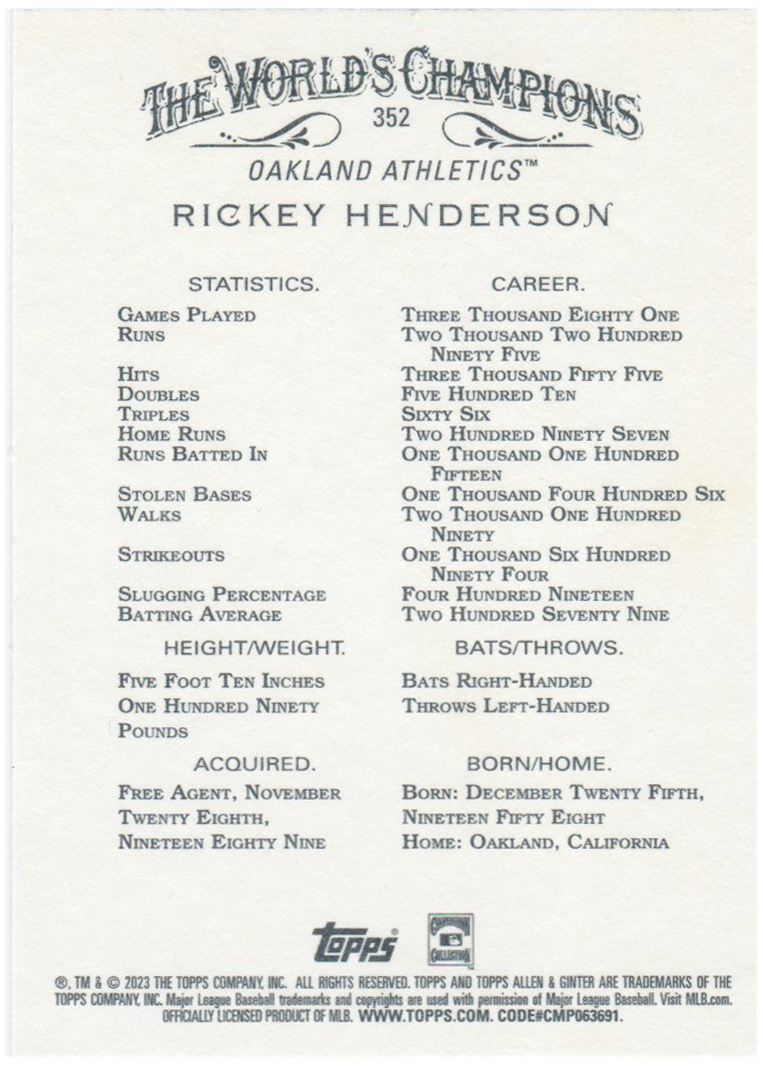 THE WORLD'S CHAMPIONS
352
OAKLAND ATHLETICS™
RICKEY HENDERSON
STATISTICS. CAREER.
GAMES PLAYED THREE THOUSAND EIGHTY ONE
RUNS TWO THOUSAND TWO HUNDRED
NINETY FIVE
HITS THREE THOUSAND FIFTY FIVE
DOUBLES FIVE HUNDRED TEN
TRIPLES SIXTY SIX
HOME RUNS TWO HUNDRED NINETY SEVEN
RUNS BATTED IN ONE THOUSAND ONE HUNDRED
FIFTEEN
STOLEN BASES ONE THOUSAND FOUR HUNDRED SIX
WALKS TWO THOUSAND ONE HUNDRED
NINETY
STRIKEOUTS ONE THOUSAND SIX HUNDRED
NINETY FOUR
SLUGGING PERCENTAGE FOUR HUNDRED NINETEEN
BATTING AVERAGE TWO HUNDRED SEVENTY NINE
HEIGHT/WEIGHT. BATS/THROWS.
FIVE FOOT TEN INCHES BATS RIGHT-HANDED
ONE HUNDRED NINETY THROWS LEFT-HANDED
POUNDS
ACQUIRED. BORN/HOME.
FREE AGENT, NOVEMBER BORN: DECEMBER TWENTY FIFTH,
TWENTY EIGHTH, NINETEEN FIFTY EIGHT
NINETEEN EIGHTY NINE HOME: OAKLAND, CALIFORNIA
topps® COOPERSTOWN COLLECTION
®, TM & © 2023 THE TOPPS COMPANY, INC. ALL RIGHTS RESERVED. TOPPS AND TOPPS ALLEN & GINTER ARE TRADEMARKS OF THE
TOPPS COMPANY, INC. Major League Baseball trademarks and copyrights are used with permission of Major League Baseball. Visit MLB.com.
OFFICIALLY LICENSED PRODUCT OF MLB. WWW.TOPPS.COM. CODE#CMP063691.